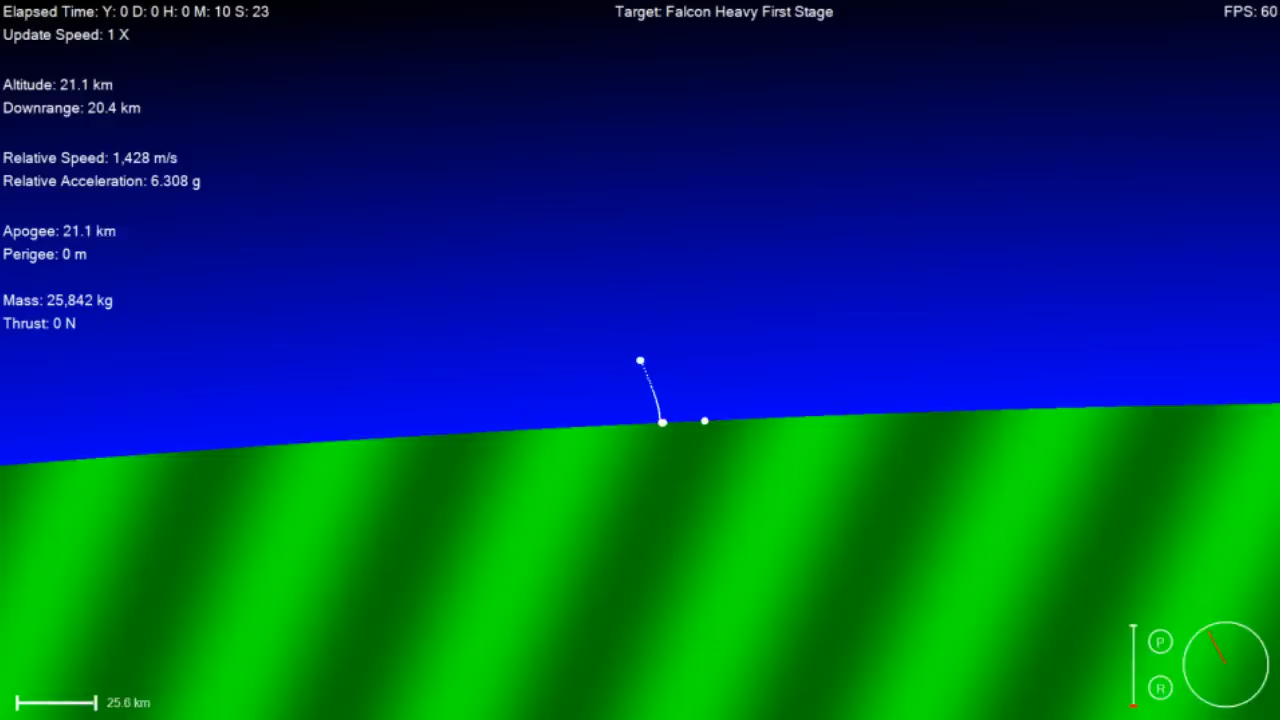 Elapsed Time: Y: 0 D: 0 H: 0 M: 10 S: 23
Target: Falcon Heavy First Stage
FPS: 60
Update Speed: 1 X
Altitude: 21.1 km
Downrange: 20.4 km
Relative Speed: 1,428 m/s
Relative Acceleration: 6.308 g
Apogee: 21.1 km
Perigee: 0 m
Mass: 25,842 kg
Thrust: 0 N
P
R
25.6 km